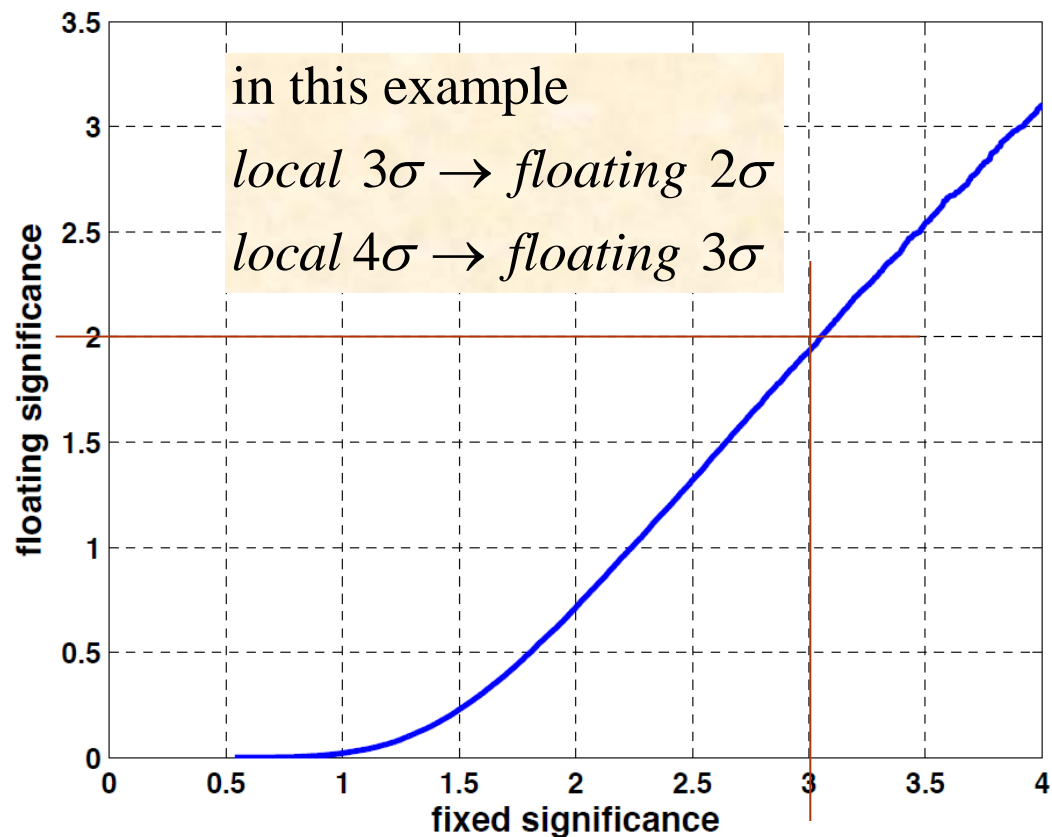 3.5
in this example
3
local 3σ → floating 2σ
2.5
local 4σ → floating 3σ
floating significance
2
1.5
1
0.5
0
0 0.5 1 1.5 2 2.5 3 3.5 4
fixed significance